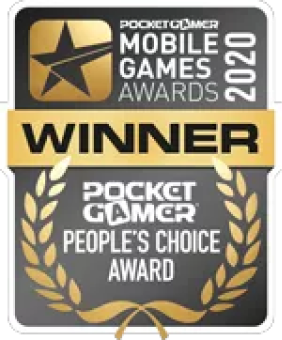 POCKET GAMER
MOBILE
GAMES
AWARDS
2020
WINNER
POCKET
GAMER
PEOPLE'S CHOICE
AWARD